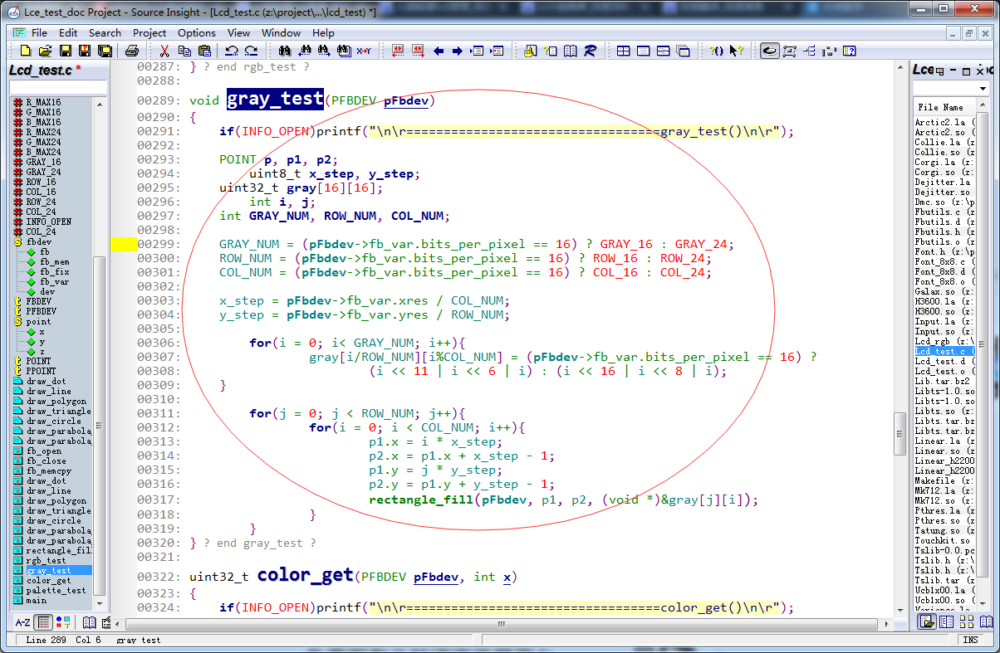 Lce_test_doc Project - Source Insight - [Lcd_test.c (z:\project\...\lcd_test) *]
File Edit Search Project Options View Window Help
Lcd_test.c *
R_MAX16
G_MAX16
B_MAX16
R_MAX24
G_MAX24
B_MAX24
GRAY_16
GRAY_24
ROW_16
COL_16
ROW_24
COL_24
INFO_OPEN
COL_24
fbdev
fb
fb_mem
fb_fix
fb_var
dev
FBDEV
PFBDEV
point
x
y
z
POINT
PPOINT
draw_dot
draw_line
draw_polygon
draw_triangle
draw_circle
draw_parabola
draw_parabola
fb_open
fb_close
fb_memcpy
draw_dot
draw_line
draw_polygon
draw_triangle
draw_circle
draw_parabola
draw_parabola
rectangle_fill
rgb_test
gray_test
color_get
palette_test
main
A-Z
00287: } ? end rgb_test ?
00288:
00289: void gray_test(PFBDEV pFbdev)
00290: {
00291: if(INFO_OPEN)printf("\n\r==================================gray_test()\n\r");
00292:
00293: POINT p, p1, p2;
00294: uint8_t x_step, y_step;
00295: uint32_t gray[16][16];
00296: int i, j;
00297: int GRAY_NUM, ROW_NUM, COL_NUM;
00298:
00299: GRAY_NUM = (pFbdev->fb_var.bits_per_pixel == 16) ? GRAY_16 : GRAY_24;
00300: ROW_NUM = (pFbdev->fb_var.bits_per_pixel == 16) ? ROW_16 : ROW_24;
00301: COL_NUM = (pFbdev->fb_var.bits_per_pixel == 16) ? COL_16 : COL_24;
00302:
00303: x_step = pFbdev->fb_var.xres / COL_NUM;
00304: y_step = pFbdev->fb_var.yres / ROW_NUM;
00305:
00306: for(i = 0; i< GRAY_NUM; i++){
00307: gray[i/ROW_NUM][i%COL_NUM] = (pFbdev->fb_var.bits_per_pixel == 16) ?
00308: (i << 11 | i << 6 | i) : (i << 16 | i << 8 | i);
00309: }
00310:
00311: for(j = 0; j < ROW_NUM; j++){
00312: for(i = 0; i < COL_NUM; i++){
00313: p1.x = i * x_step;
00314: p2.x = p1.x + x_step - 1;
00315: p1.y = j * y_step;
00316: p2.y = p1.y + y_step - 1;
00317: rectangle_fill(pFbdev, p1, p2, (void *)&gray[j][i]);
00318: }
00319: }
00320: } ? end gray_test ?
00321:
00322: uint32_t color_get(PFBDEV pFbdev, int x)
00323: {
00324: if(INFO_OPEN)printf("\n\r==================================color_get()\n\r");
Lce
File Name
Arctic2.la (
Arctic2.so (
Collie.la (z
Collie.so (z
Corgi.la (z:
Corgi.so (z:
Dejitter.la
Dejitter.so
Dmc.so (z:\p
Fbutils.c (z
Fbutils.d (z
Fbutils.h (z
Fbutils.o (z
Font.h (z:\p
Font_8x8.c (
Font_8x8.d (
Font_8x8.o (
Galax.so (z:
H3600.la (z:
H3600.so (z:
Input.la (z:
Input.so (z:
Lcd_rgb (z:\
Lcd_test.c (
Lcd_test.d (
Lcd_test.o (
Lib.tar.bz2
Libts-1.0.so
Libts.so (z:
Libts.tar.bz
Libts.tar.bz
Linear.la (z
Linear.so (z
Linear_h2200
Linear_h2200
Makefile (z:
Mk712.la (z:
Mk712.so (z:
Pthres.la (z
Pthres.so (z
Tatung.so (z
Touchkit.so
Tslib-0.0.pc
Tslib.h (z:\
Tslib.h (z:\
Tslib.tar (z
Ucb1x00.la (
Ucb1x00.so (
Line 289 Col 6 gray test
INS